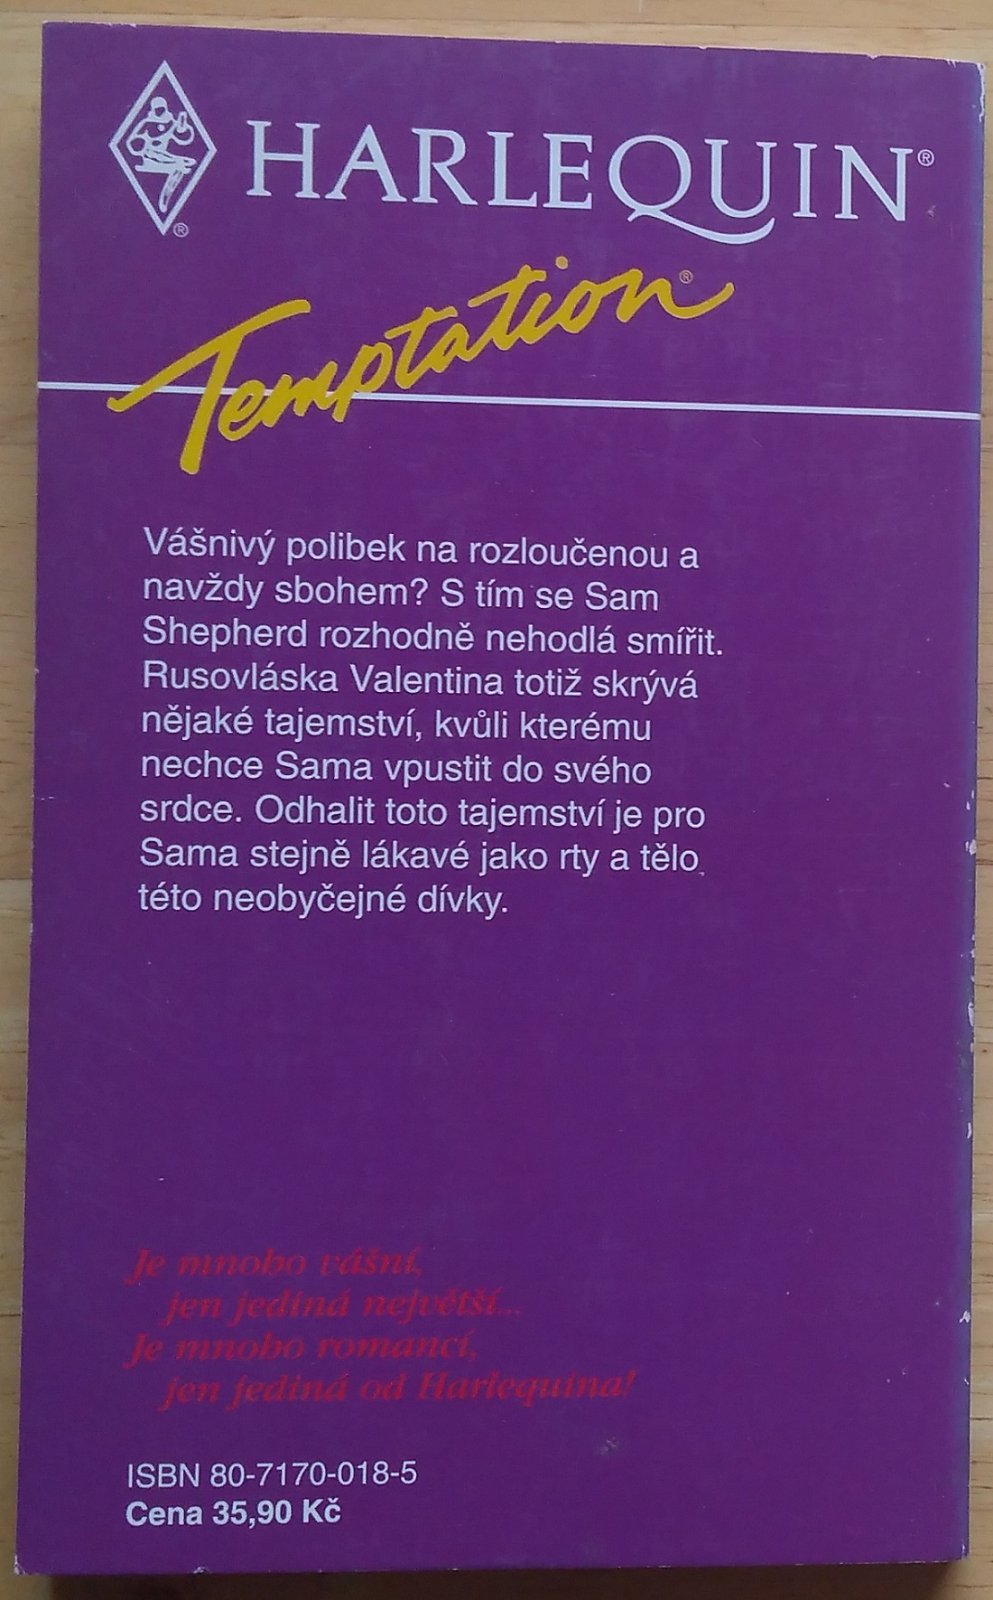 HARLEQUIN®
®
Temptation®
Vášnivý polibek na rozloučenou a
navždy sbohem? S tím se Sam
Shepherd rozhodně nehodlá smířit.
Rusovláska Valentina totiž skrývá
nějaké tajemství, kvůli kterému
nechce Sama vpustit do svého
srdce. Odhalit toto tajemství je pro
Sama stejně lákavé jako rty a tělo
této neobyčejné dívky.
Je mnoho vášní,
jen jediná největší...
Je mnoho romancí,
jen jediná od Harlequina!
ISBN 80-7170-018-5
Cena 35,90 Kč